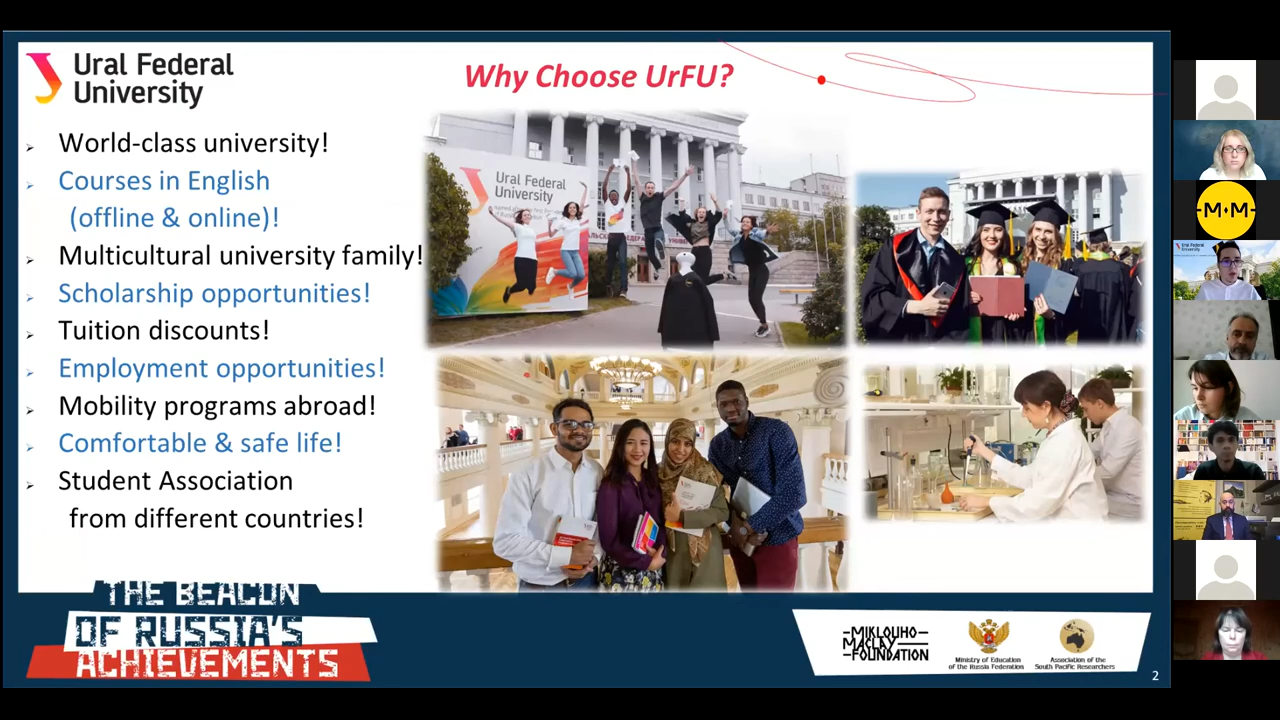 Ural Federal
University
Why Choose UrFU?
World-class university!
Courses in English
(offline & online)!
Multicultural university family!
Scholarship opportunities!
Tuition discounts!
Employment opportunities!
Mobility programs abroad!
Comfortable & safe life!
Student Association
from different countries!
Ural Federal
University
THE BEACON
OF RUSSIA'S
ACHIEVEMENTS
MIKLOUHO
MACLAY
FOUNDATION
Ministry of Education
of the Russia Federation
Association of the
South Pacific Researchers
2
M M
Ural Federal
University